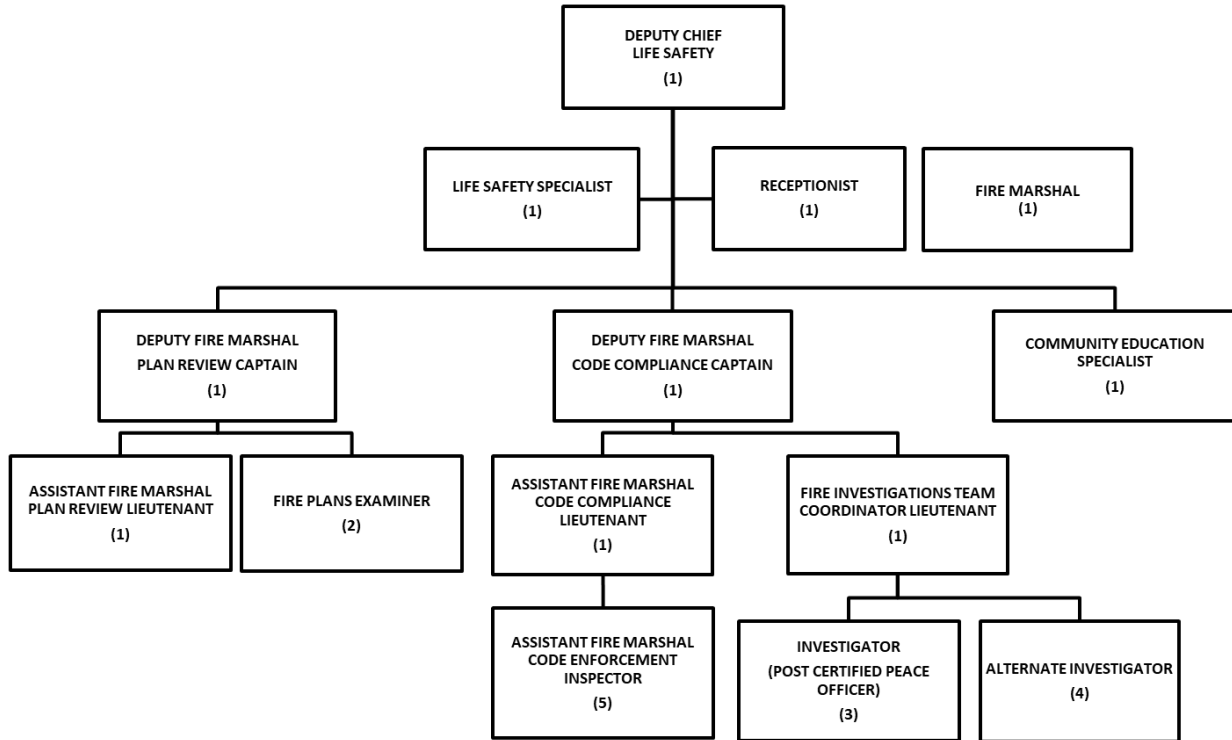 DEPUTY CHIEF
LIFE SAFETY
(1)
LIFE SAFETY SPECIALIST
(1)
RECEPTIONIST
(1)
FIRE MARSHAL
(1)
DEPUTY FIRE MARSHAL
PLAN REVIEW CAPTAIN
(1)
DEPUTY FIRE MARSHAL
CODE COMPLIANCE CAPTAIN
(1)
COMMUNITY EDUCATION
SPECIALIST
(1)
ASSISTANT FIRE MARSHAL
PLAN REVIEW LIEUTENANT
(1)
FIRE PLANS EXAMINER
(2)
ASSISTANT FIRE MARSHAL
CODE COMPLIANCE
LIEUTENANT
(1)
FIRE INVESTIGATIONS TEAM
COORDINATOR LIEUTENANT
(1)
ASSISTANT FIRE MARSHAL
CODE ENFORCEMENT
INSPECTOR
(5)
INVESTIGATOR
(POST CERTIFIED PEACE
OFFICER)
(3)
ALTERNATE INVESTIGATOR
(4)